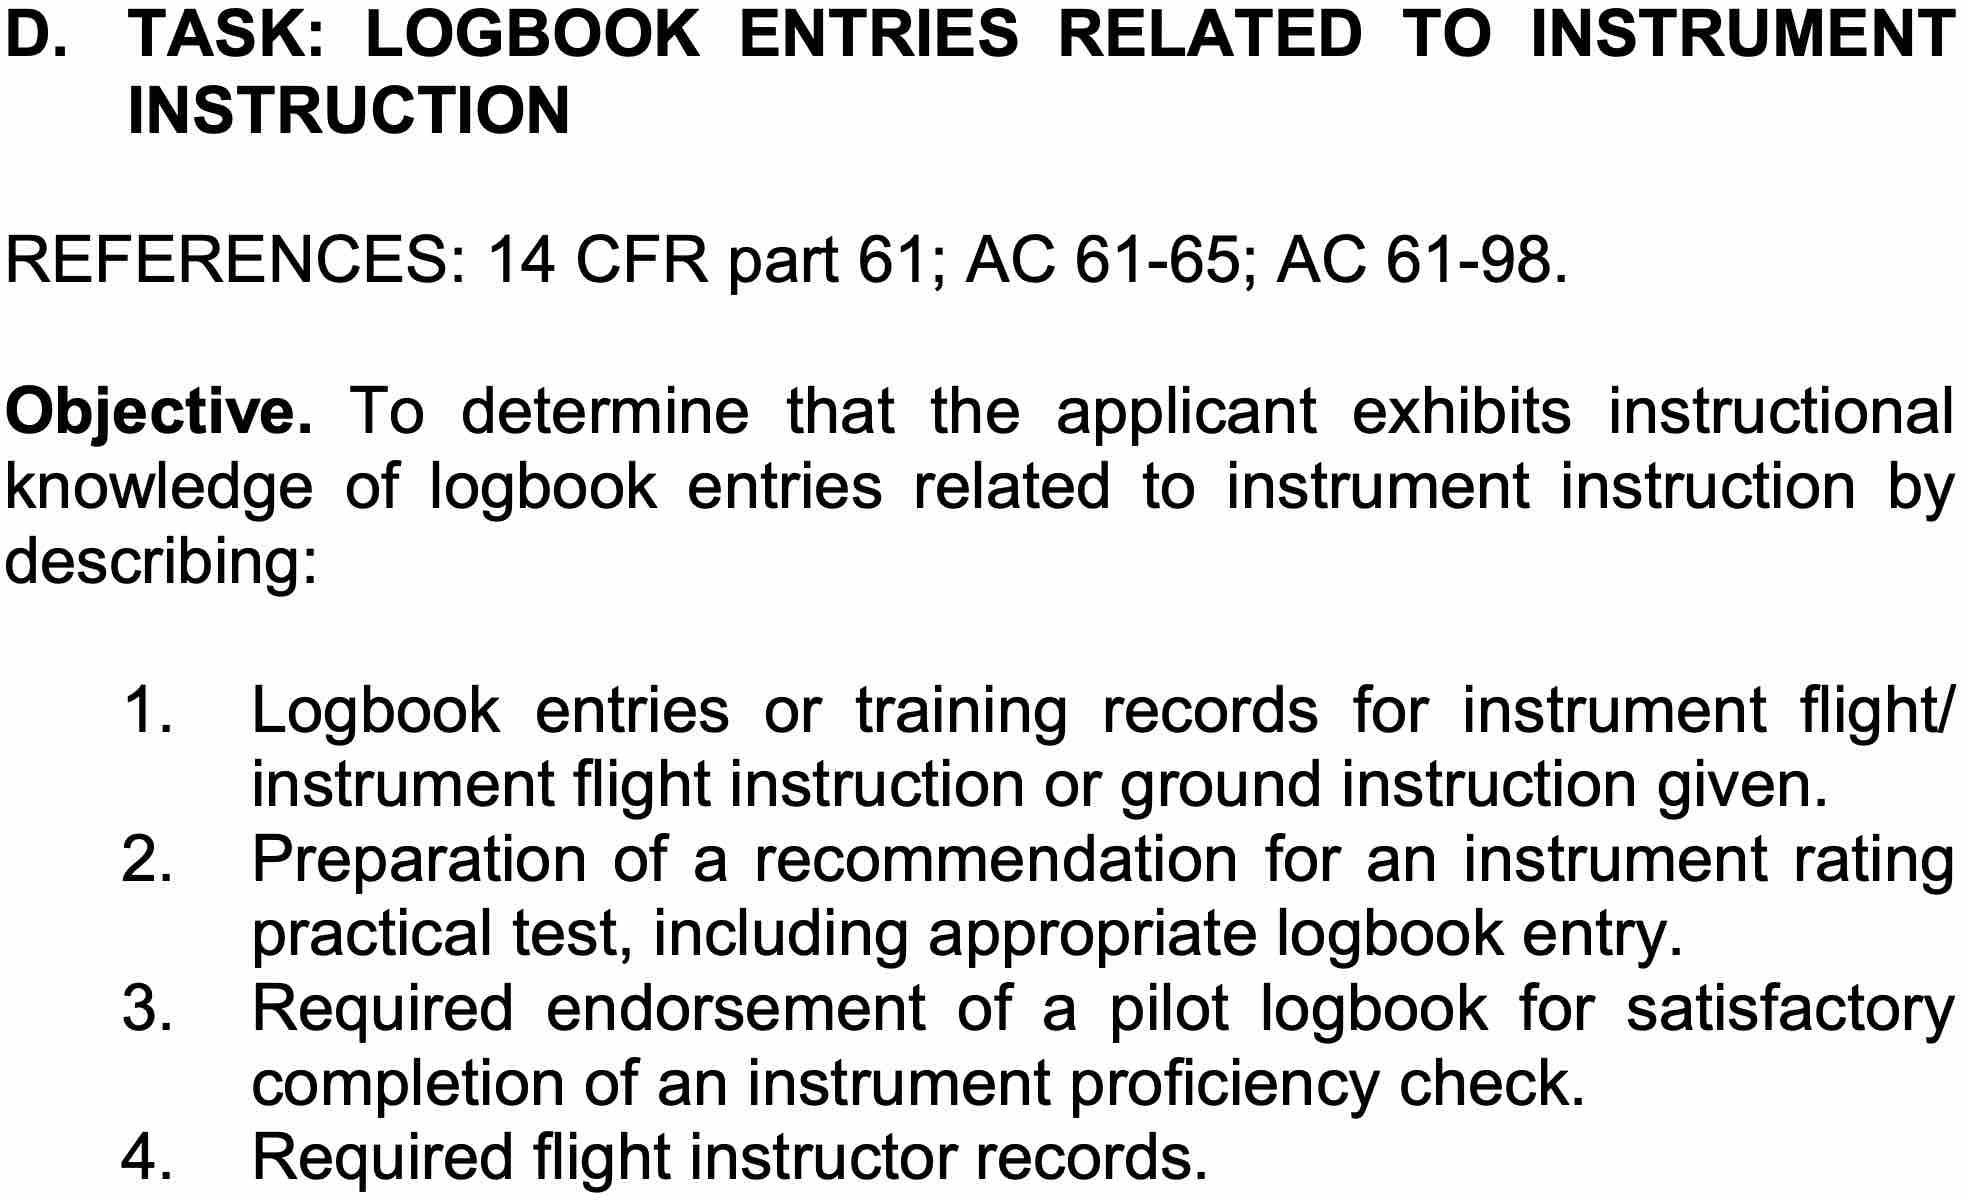 D. TASK: LOGBOOK ENTRIES RELATED TO INSTRUMENT
INSTRUCTION
REFERENCES: 14 CFR part 61; AC 61-65; AC 61-98.
Objective. To determine that the applicant exhibits instructional
knowledge of logbook entries related to instrument instruction by
describing:
1. Logbook entries or training records for instrument flight/
instrument flight instruction or ground instruction given.
2. Preparation of a recommendation for an instrument rating
practical test, including appropriate logbook entry.
3. Required endorsement of a pilot logbook for satisfactory
completion of an instrument proficiency check.
4. Required flight instructor records.